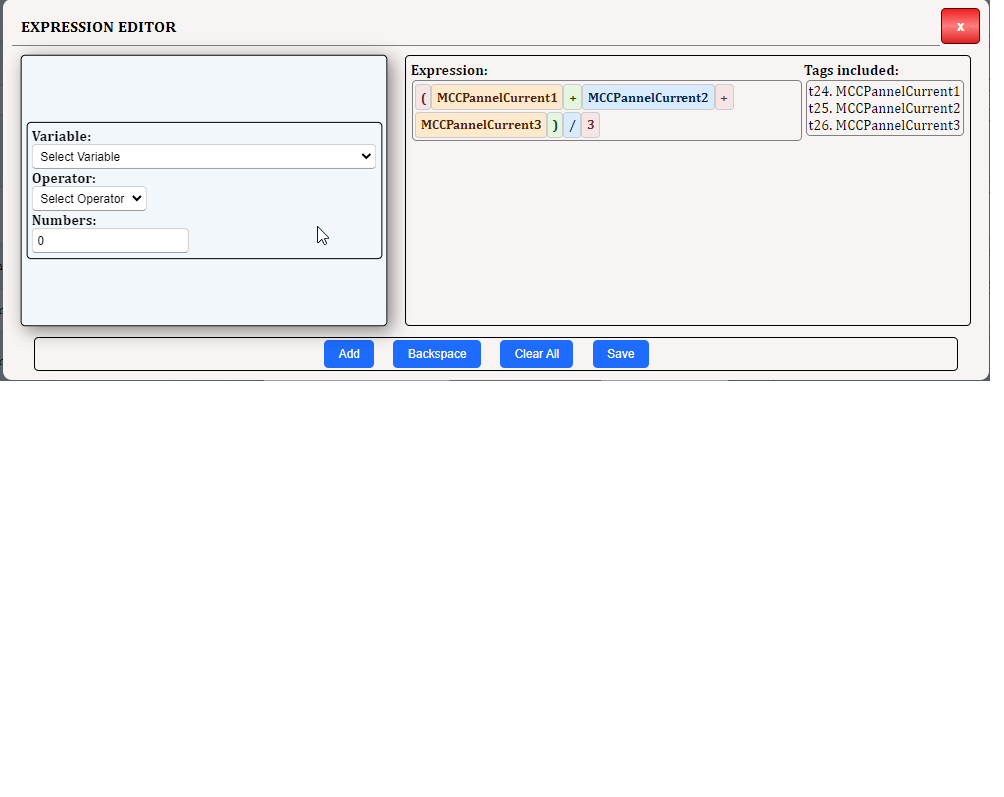 EXPRESSION EDITOR
x
Variable:
Select Variable
Operator:
Select Operator
Numbers:
0
Expression:
( MCCPannelCurrent1 + MCCPannelCurrent2 +
MCCPannelCurrent3 ) / 3
Tags included:
t24. MCCPannelCurrent1
t25. MCCPannelCurrent2
t26. MCCPannelCurrent3
Add Backspace Clear All Save